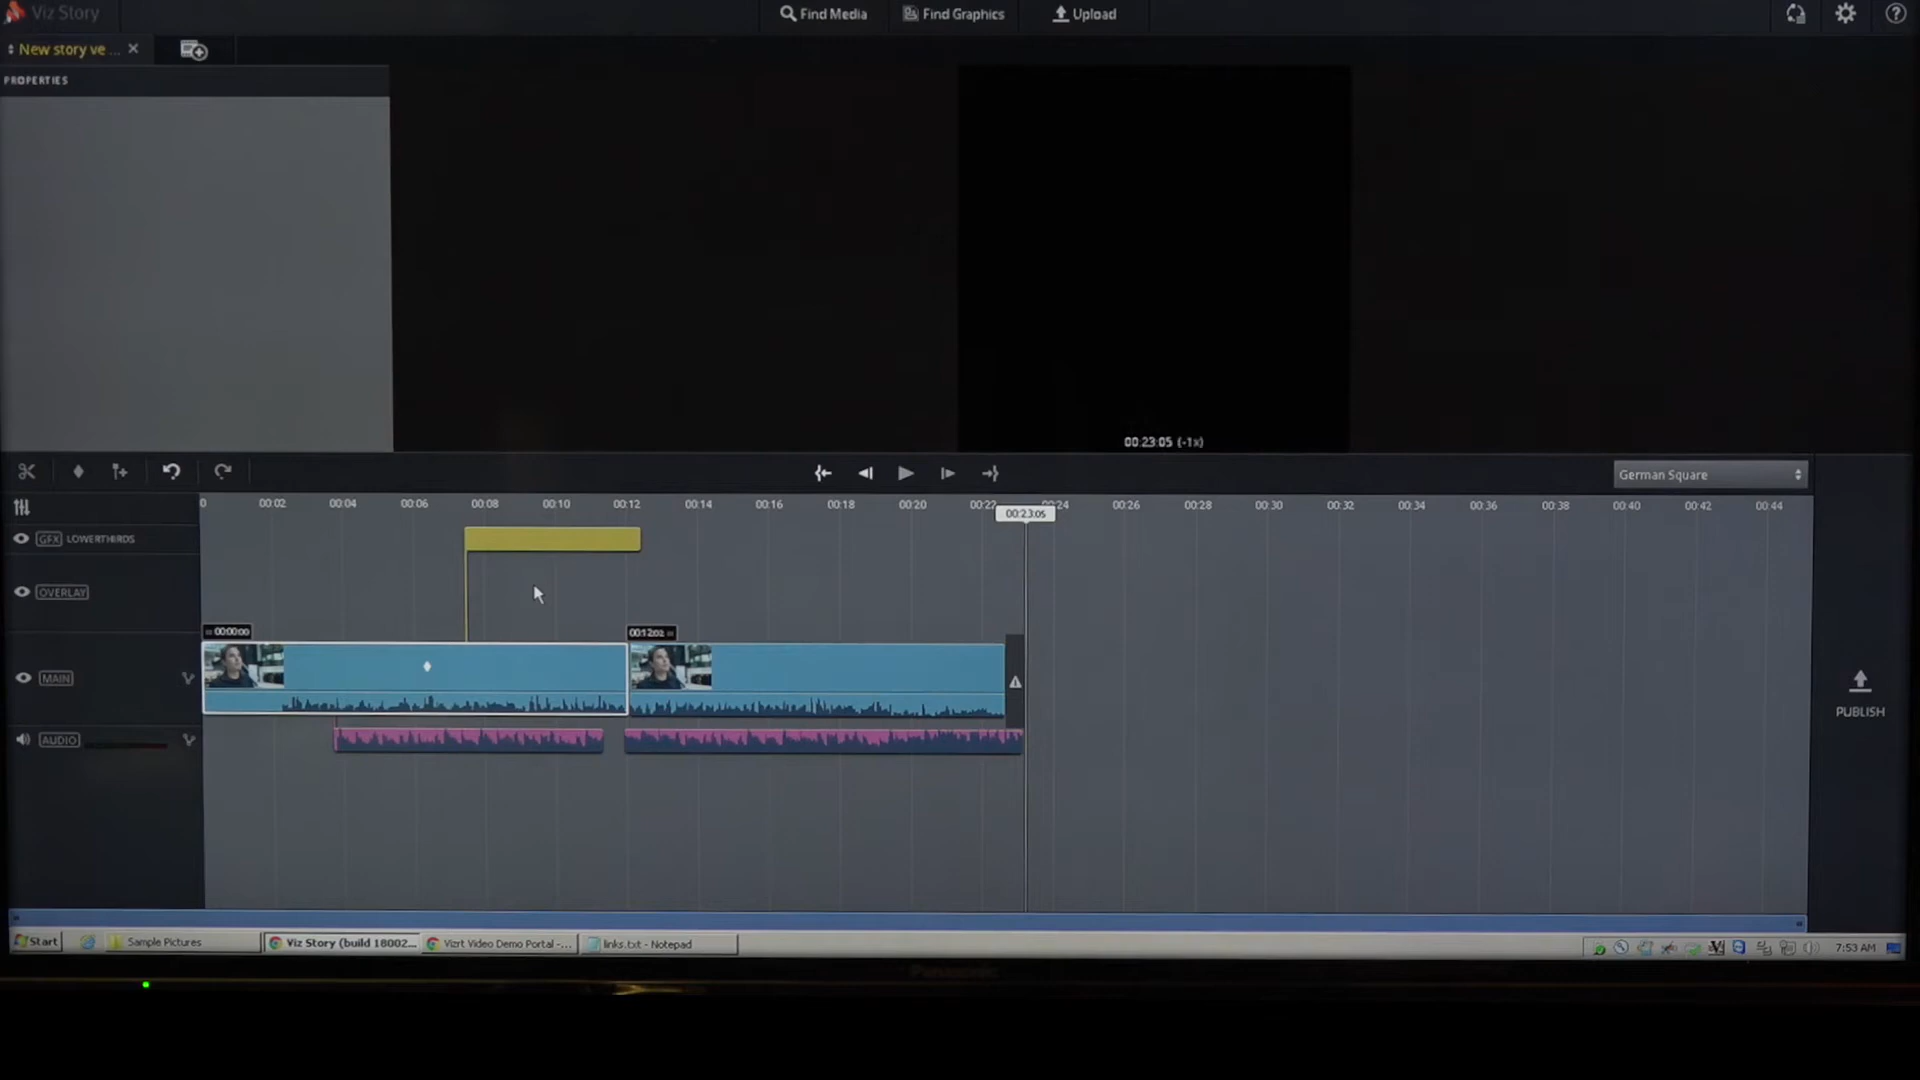 Viz Story
Find Media
Find Graphics
Upload
New story ve ...
PROPERTIES
00:23:05 (-1x)
German Square
0 00:02 00:04 00:06 00:08 00:10 00:12 00:14 00:16 00:18 00:20 00:22 24 00:26 00:28 00:30 00:32 00:34 00:36 00:38 00:40 00:42 00:44
00:23:05
GFX LOWERTHIRDS
OVERLAY
00:00:00
00:12:02
MAIN
AUDIO
PUBLISH
Start
Sample Pictures
Viz Story (build 18002...
Vizrt Video Demo Portal -...
links.txt - Notepad
7:53 AM
Panasonic